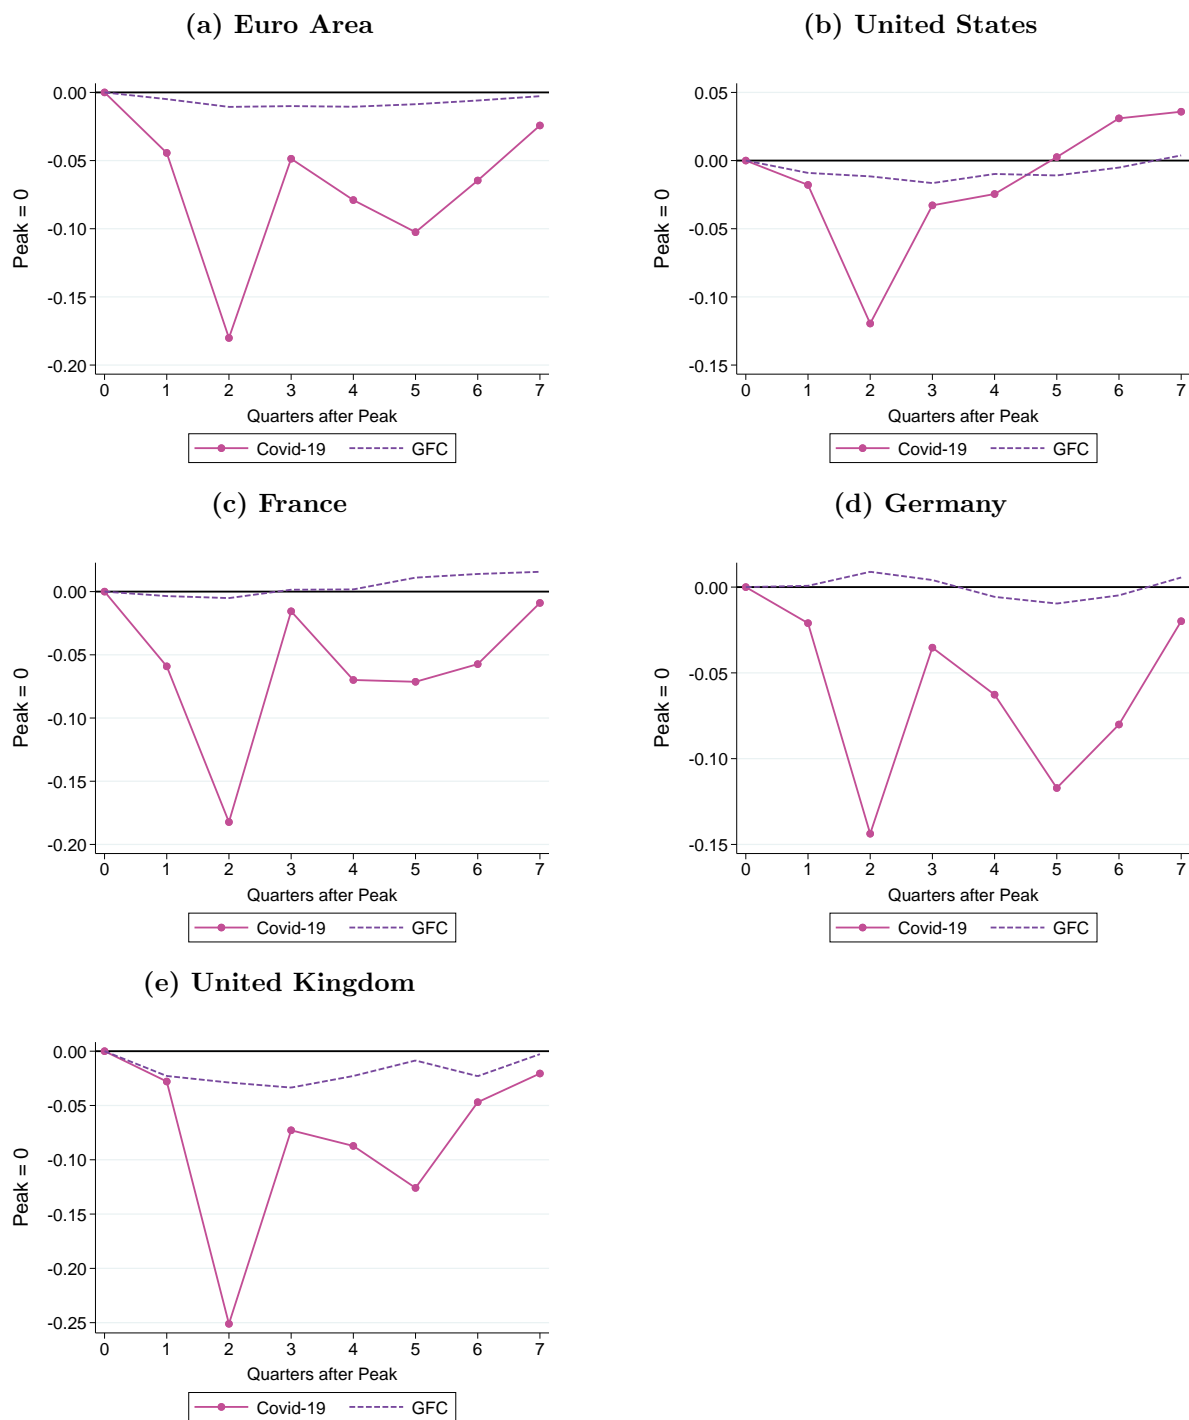 (a) Euro Area
0.00
-0.05
-0.10
-0.15
-0.20
Peak = 0
0 1 2 3 4 5 6 7
Quarters after Peak
Covid-19 GFC
(b) United States
0.05
0.00
-0.05
-0.10
-0.15
Peak = 0
0 1 2 3 4 5 6 7
Quarters after Peak
Covid-19 GFC
(c) France
0.00
-0.05
-0.10
-0.15
-0.20
Peak = 0
0 1 2 3 4 5 6 7
Quarters after Peak
Covid-19 GFC
(d) Germany
0.00
-0.05
-0.10
-0.15
Peak = 0
0 1 2 3 4 5 6 7
Quarters after Peak
Covid-19 GFC
(e) United Kingdom
0.00
-0.05
-0.10
-0.15
-0.20
-0.25
Peak = 0
0 1 2 3 4 5 6 7
Quarters after Peak
Covid-19 GFC